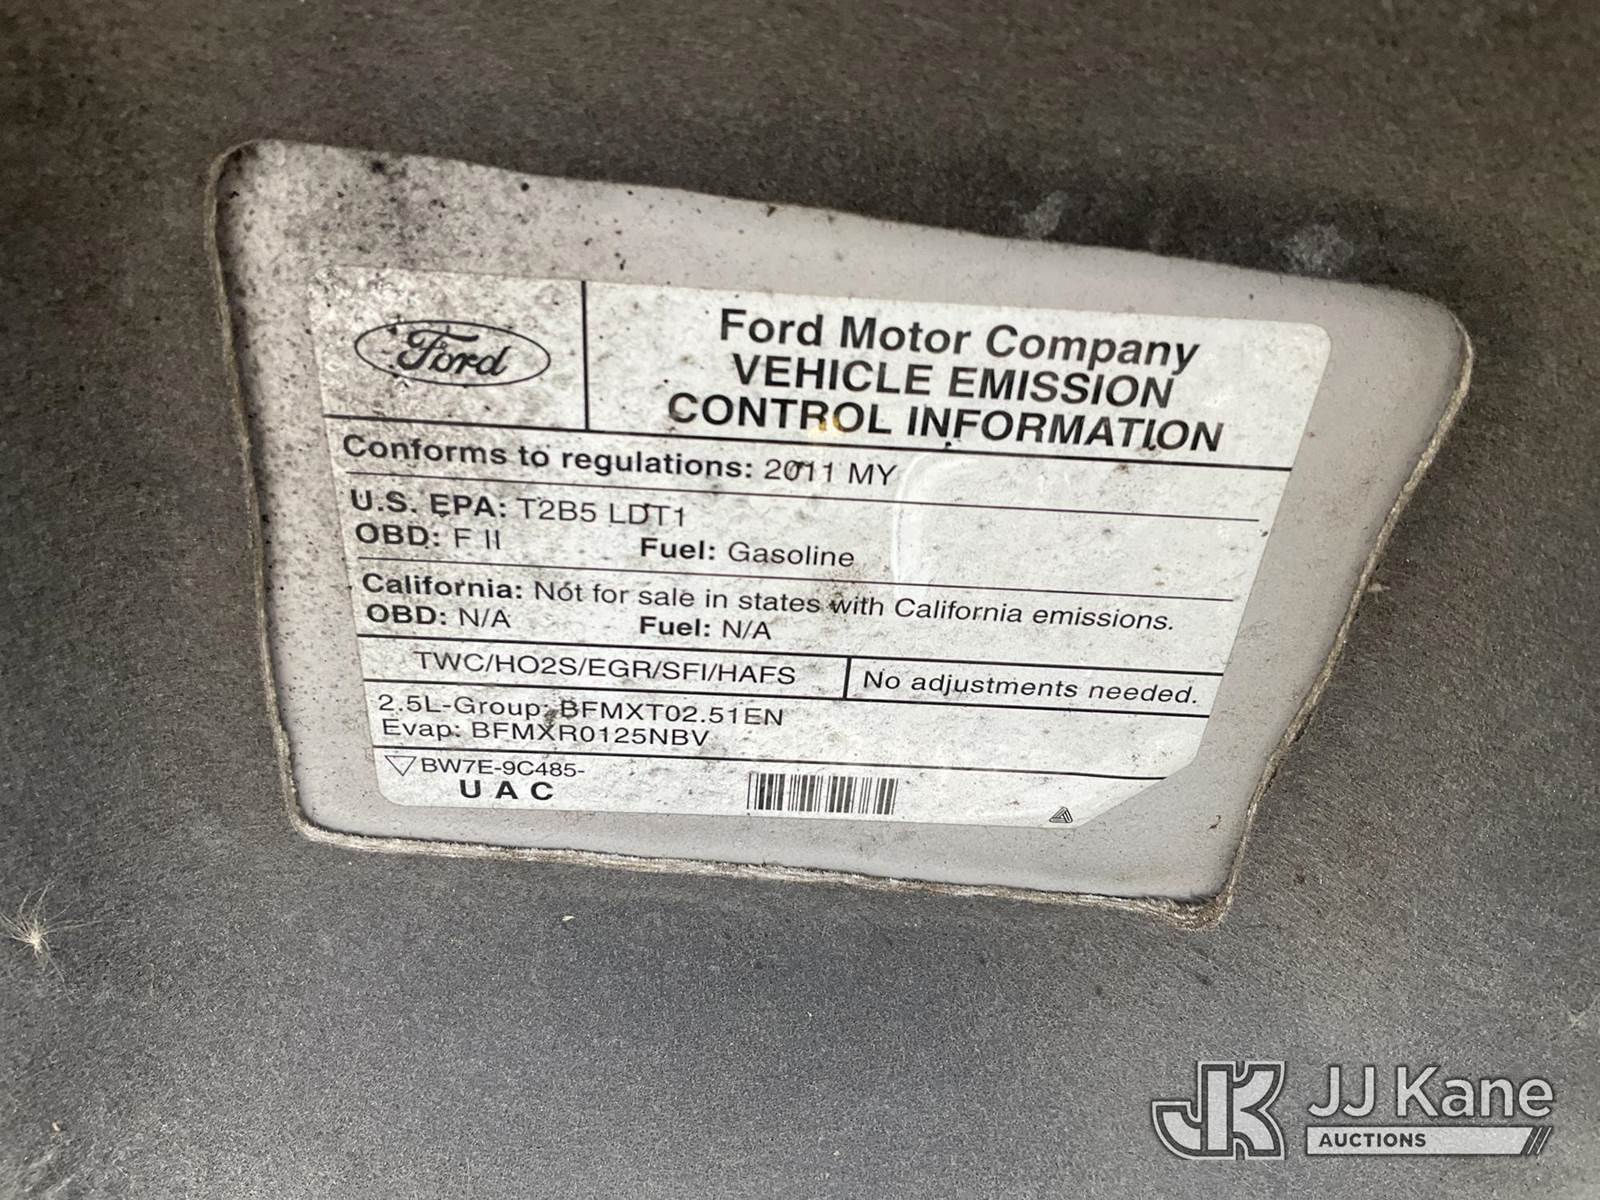 Ford
Ford Motor Company
VEHICLE EMISSION
CONTROL INFORMATION
Conforms to regulations: 2011 MY
U.S. EPA: T2B5 LDT1
OBD: F II Fuel: Gasoline
California: Not for sale in states with California emissions.
OBD: N/A Fuel: N/A
TWC/HO2S/EGR/SFI/HAFS No adjustments needed.
2.5L-Group: BFMXT02.51EN
Evap: BFMXR0125NBV
BW7E-9C485-
U A C
JK JJ Kane
AUCTIONS